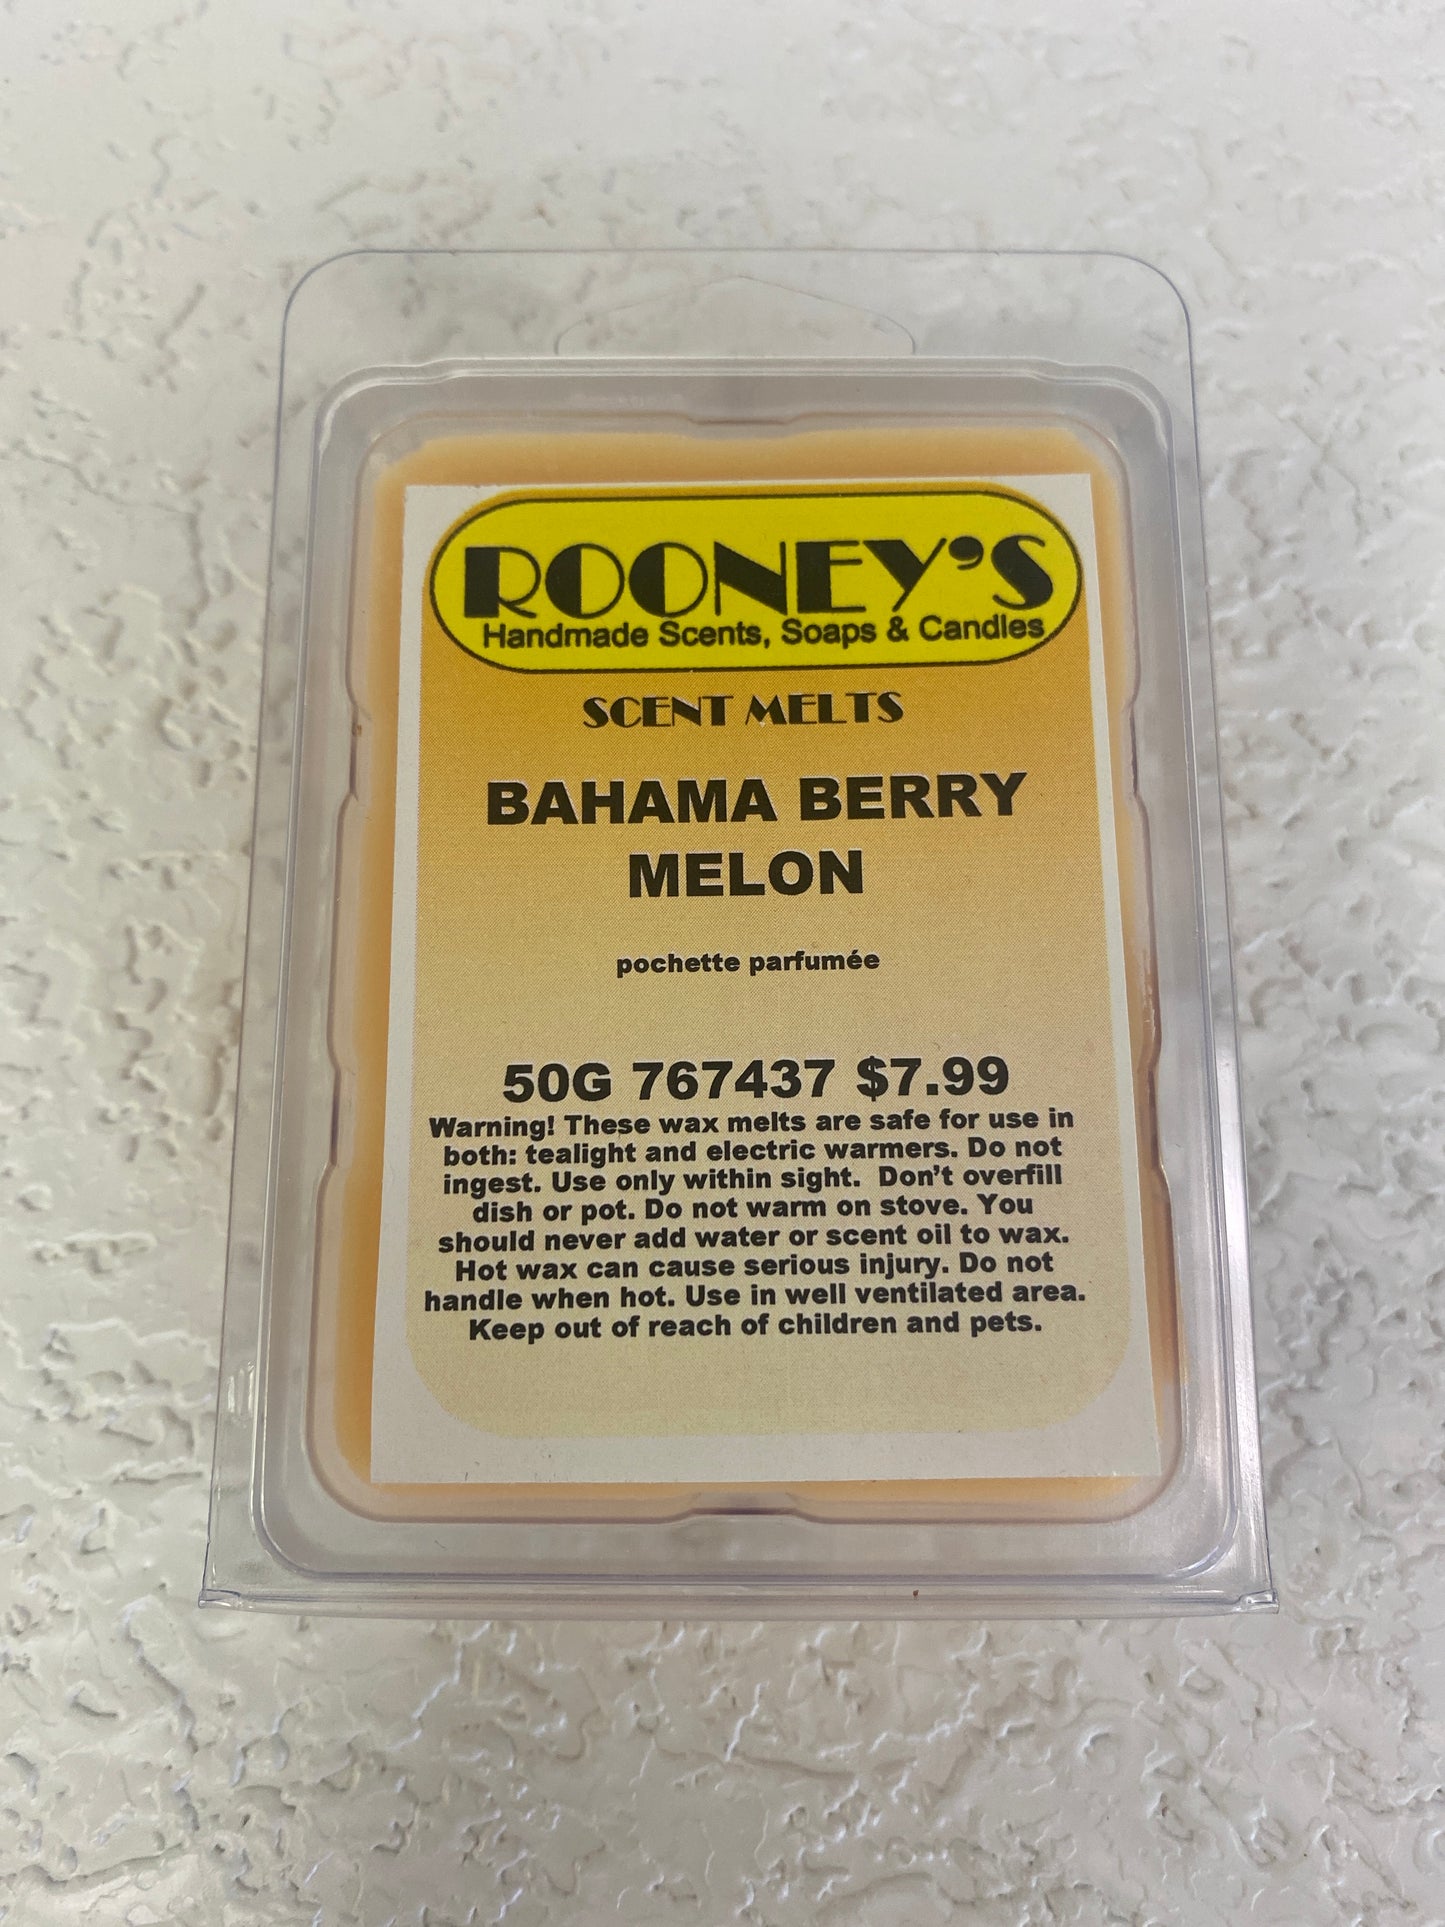 ROONEY'S
Handmade Scents, Soaps & Candles
SCENT MELTS
BAHAMA BERRY
MELON
pochette parfumée
50G 767437 $7.99
Warning! These wax melts are safe for use in
both: tealight and electric warmers. Do not
ingest. Use only within sight.  Don't overfill
dish or pot. Do not warm on stove. You
should never add water or scent oil to wax.
Hot wax can cause serious injury. Do not
handle when hot. Use in well ventilated area.
Keep out of reach of children and pets.